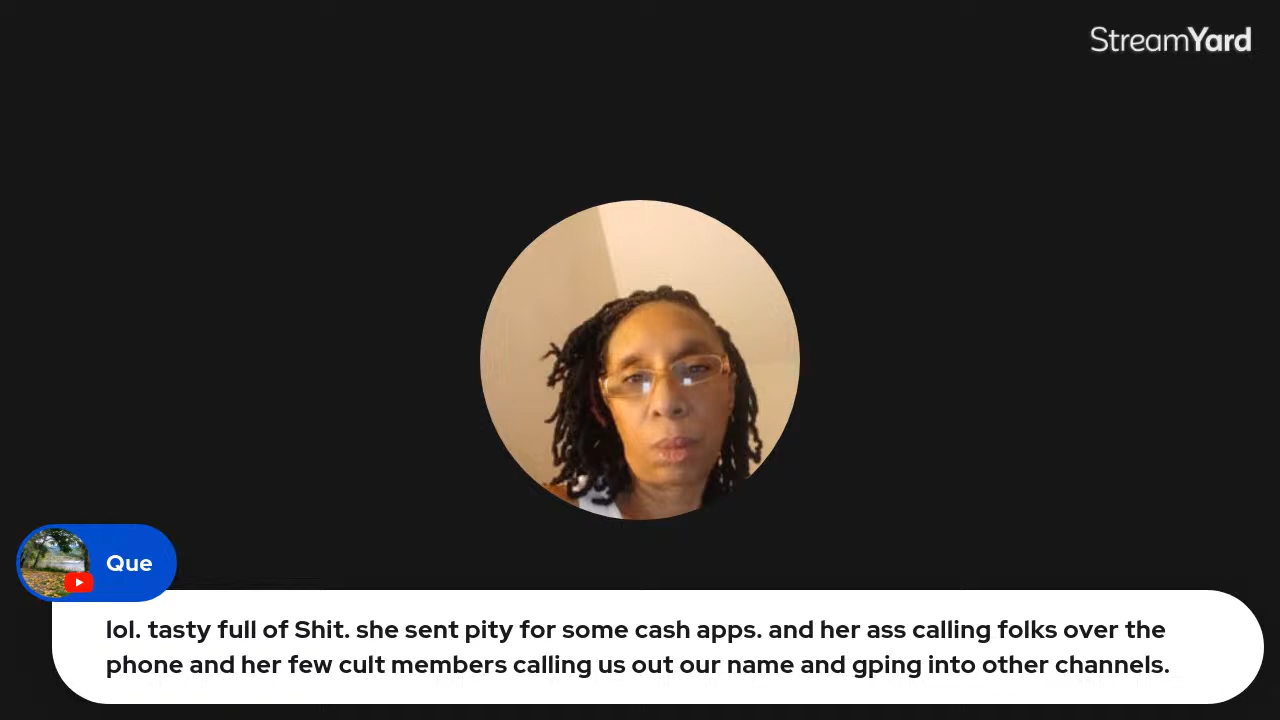 StreamYard
Que
lol. tasty full of Shit. she sent pity for some cash apps. and her ass calling folks over the
phone and her few cult members calling us out our name and gping into other channels.